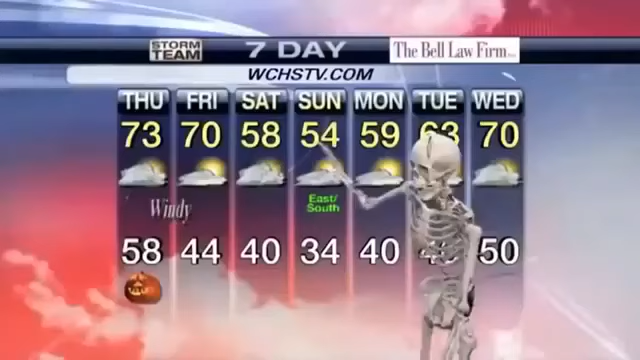 STORM TEAM
7 DAY
The Bell Law Firm
WCHSTV.COM
THU FRI SAT SUN MON TUE WED
73 70 58 54 59 63 70
Windy
East/
South
58 44 40 34 40 50